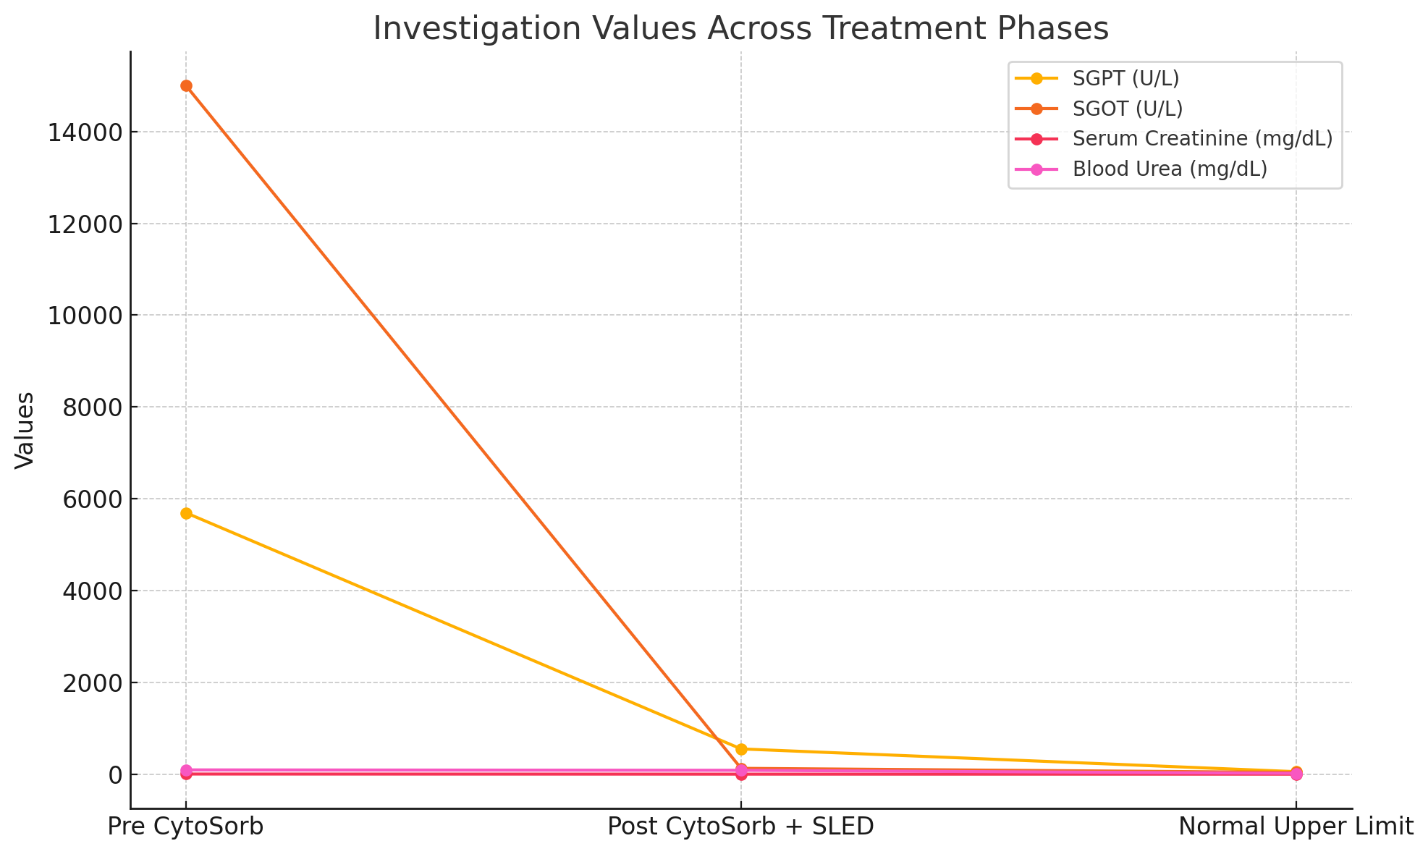 Investigation Values Across Treatment Phases
SGPT (U/L)
SGOT (U/L)
Serum Creatinine (mg/dL)
Blood Urea (mg/dL)
Values
14000
12000
10000
8000
6000
4000
2000
0
Pre CytoSorb
Post CytoSorb + SLED
Normal Upper Limit